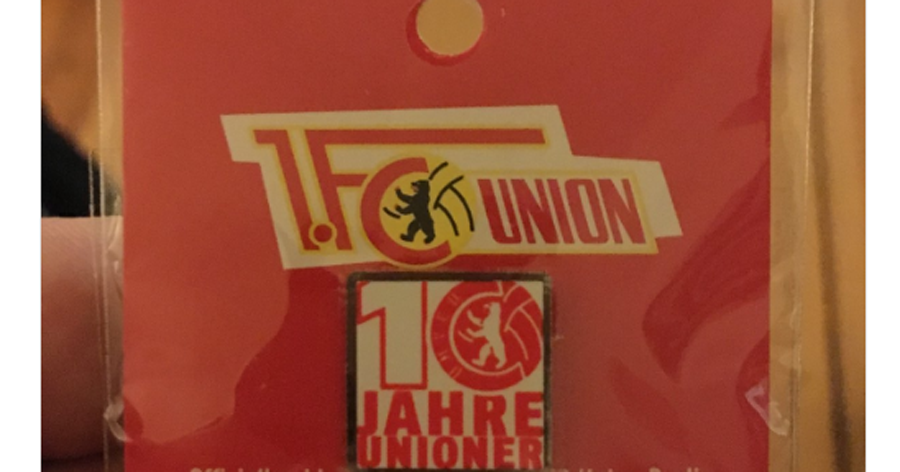 1.FC UNION
10
JAHRE
UNIONER